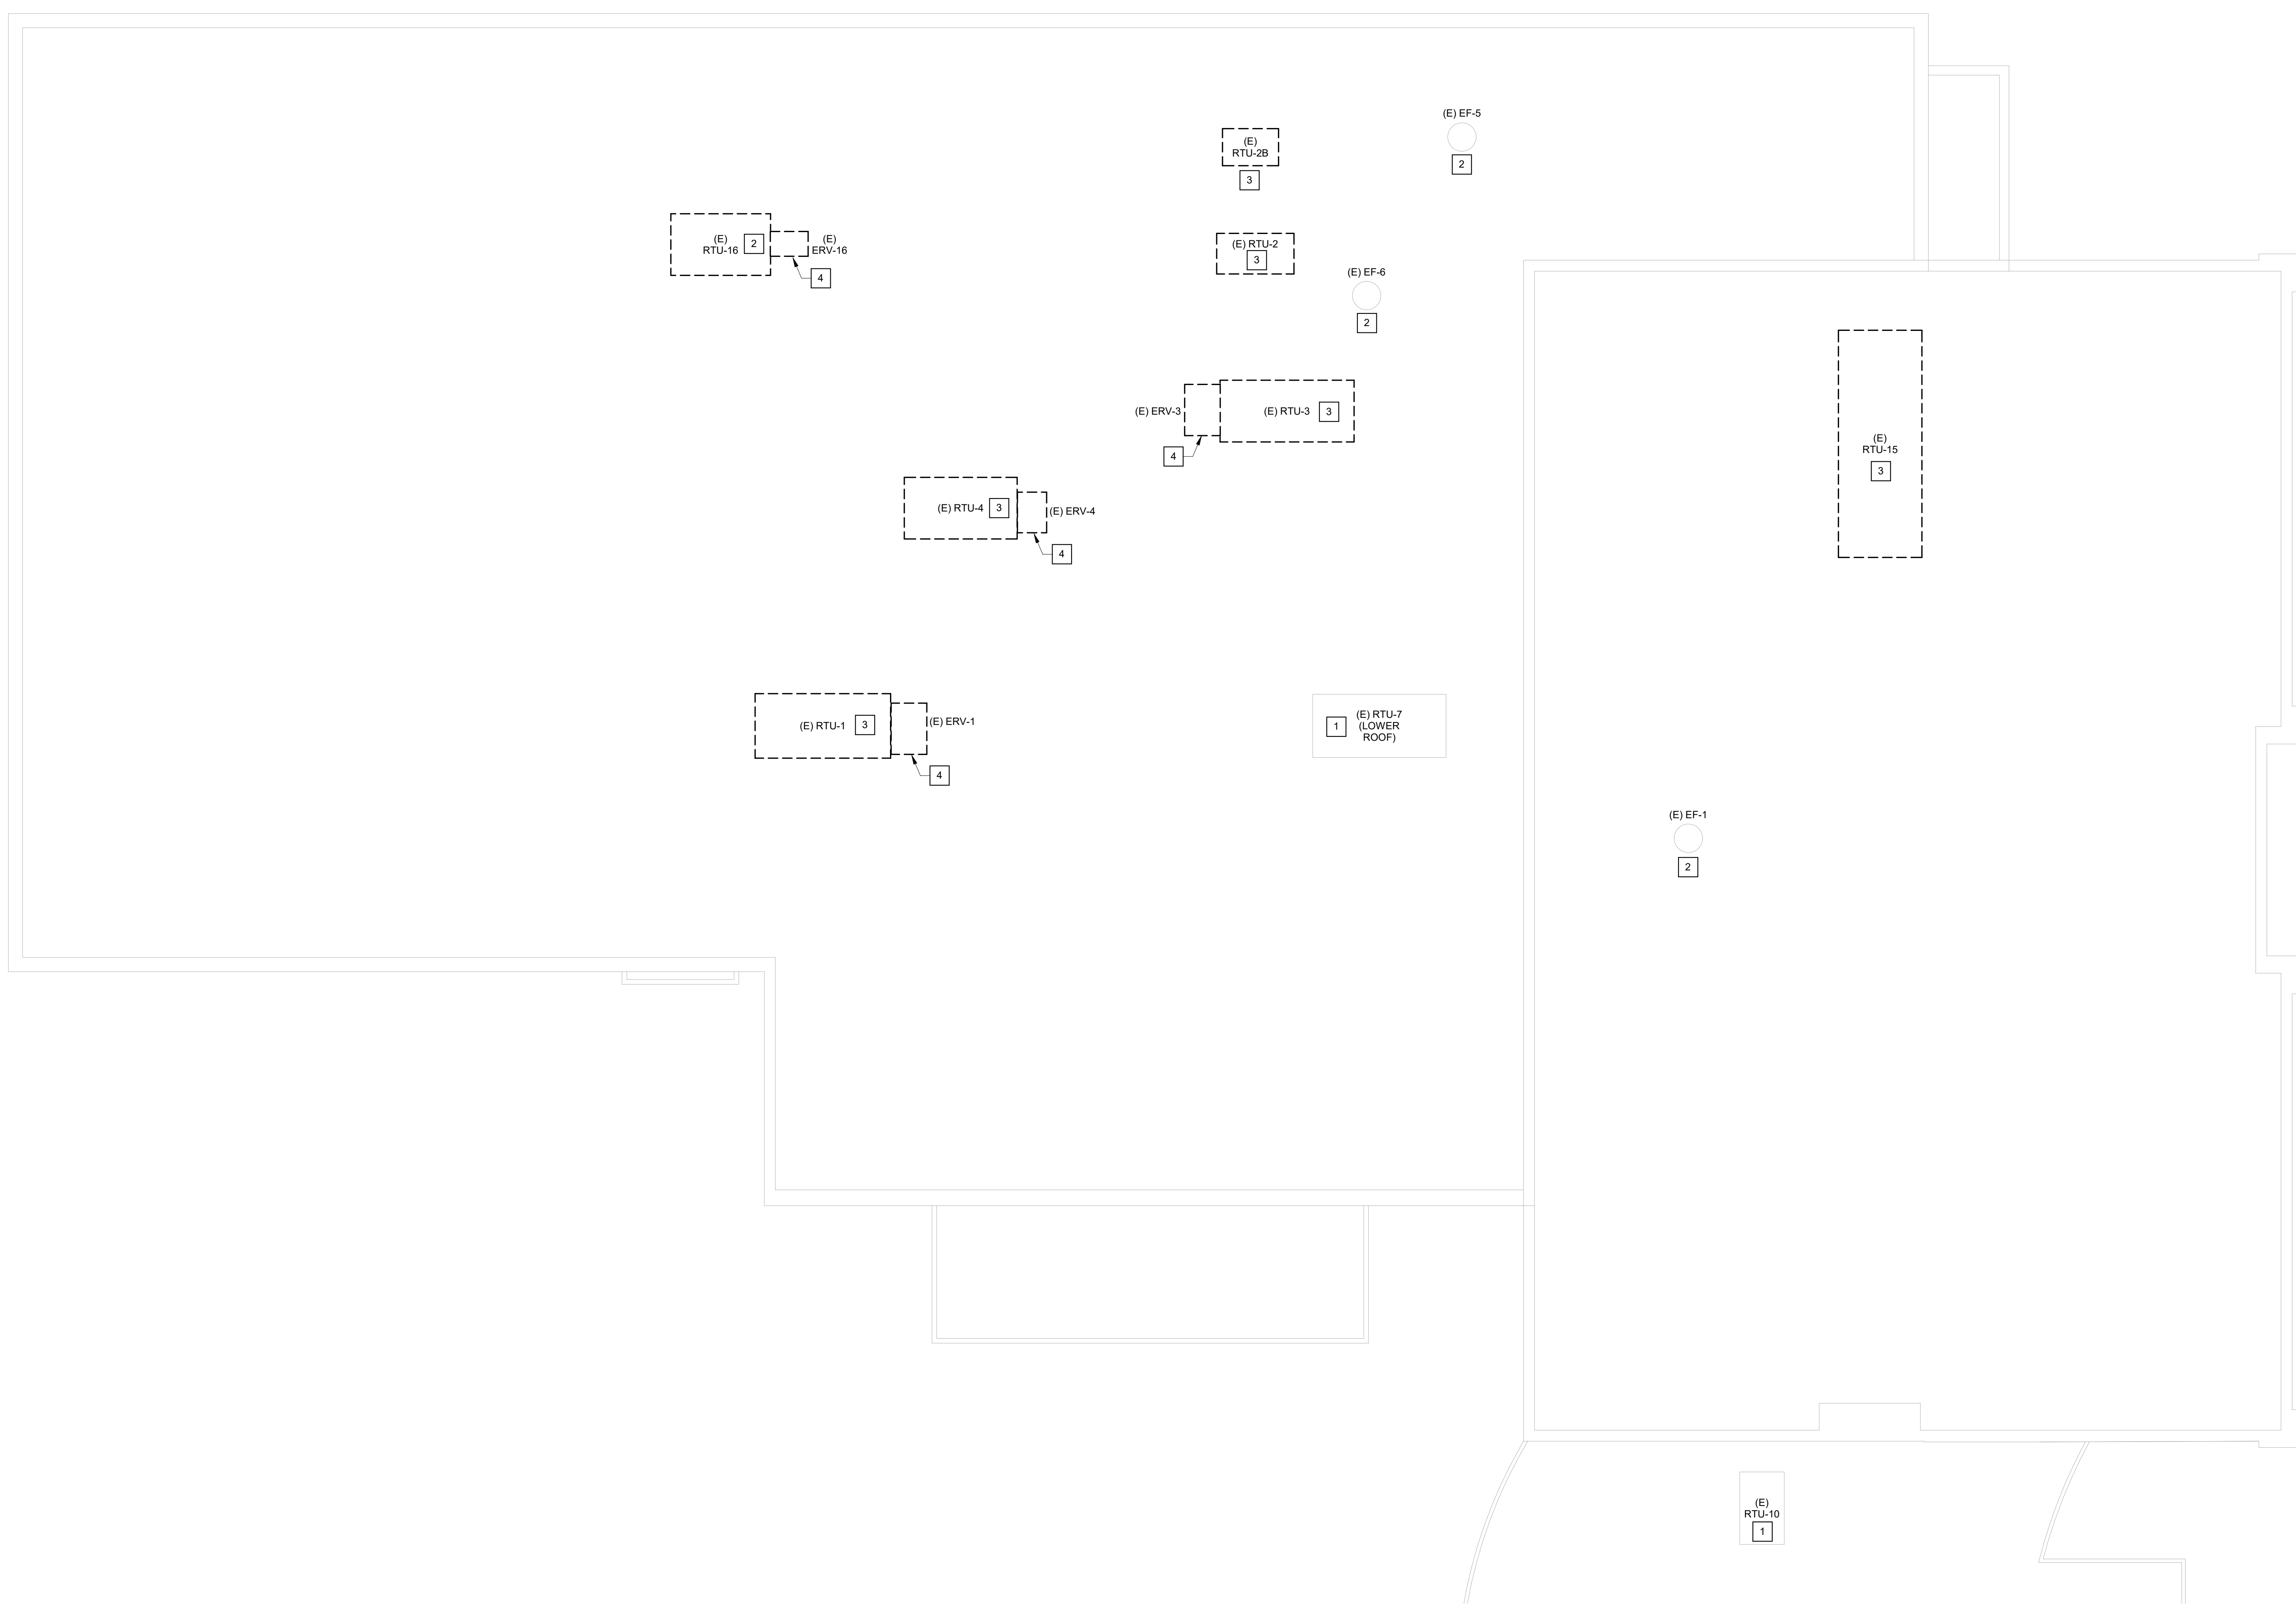 (E) EF-5
2
(E)
RTU-2B
3
(E)
RTU-16
2
(E)
ERV-16
4
(E) RTU-2
3
(E) EF-6
2
(E) ERV-3
(E) RTU-3
3
4
(E)
RTU-15
3
(E) RTU-4
3
(E) ERV-4
4
(E) RTU-1
3
(E) ERV-1
4
1
(E) RTU-7
(LOWER
ROOF)
(E) EF-1
2
(E)
RTU-10
1